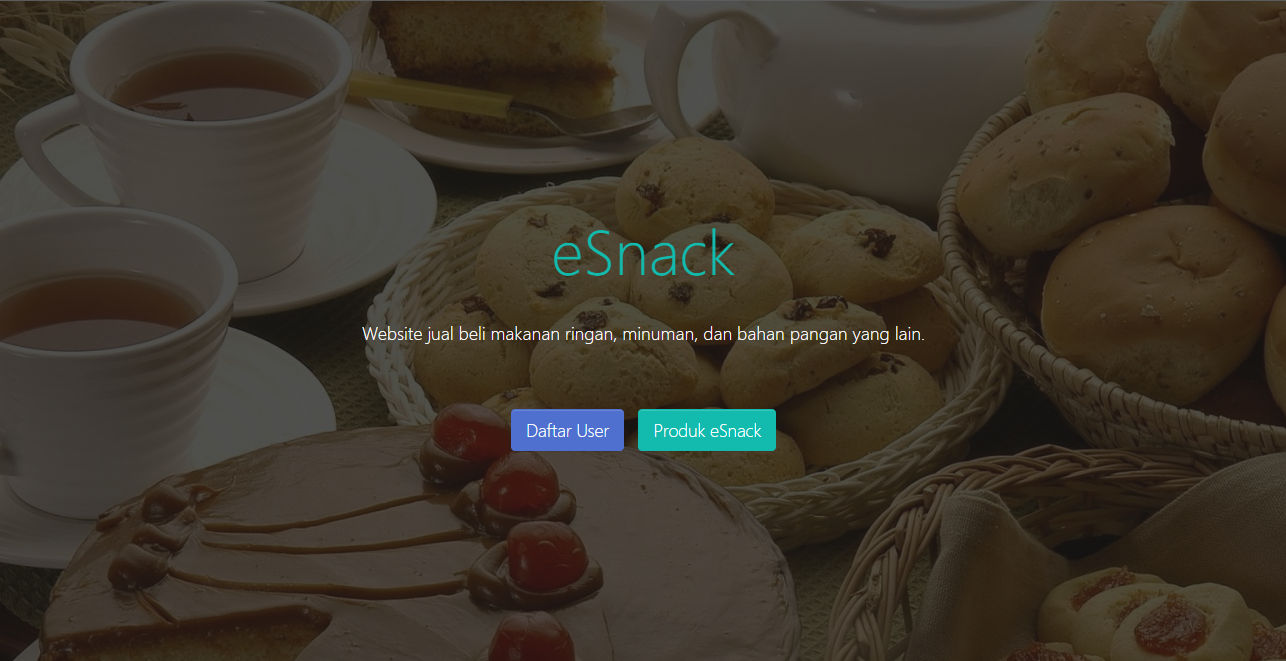 eSnack
Website jual beli makanan ringan, minuman, dan bahan pangan yang lain.
Daftar User
Produk eSnack